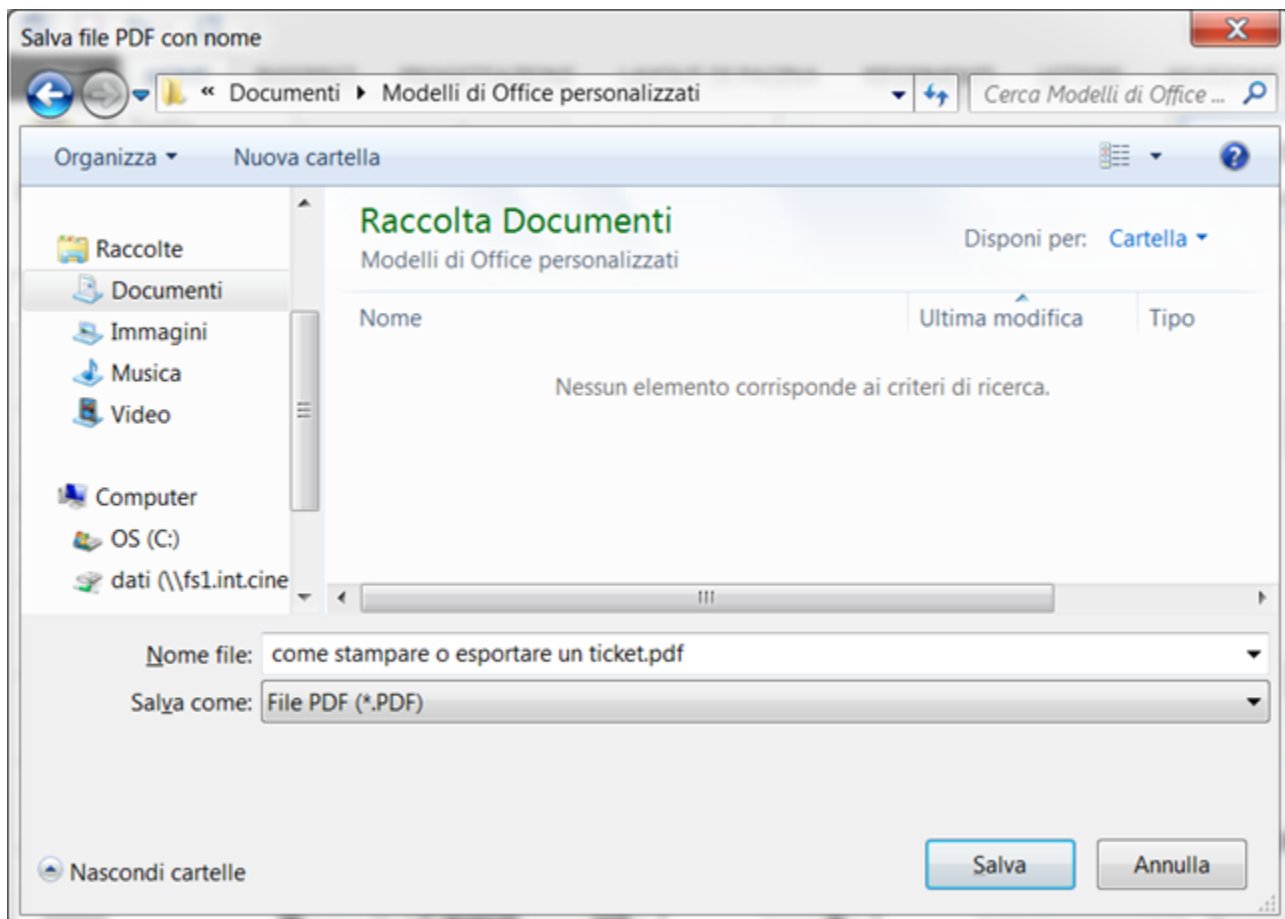 Salva file PDF con nome
« Documenti ▸ Modelli di Office personalizzati
Cerca Modelli di Office ...
Organizza
Nuova cartella
Raccolte
Documenti
Immagini
Musica
Video
Computer
OS (C:)
dati (\\fs1.int.cine
Raccolta Documenti
Modelli di Office personalizzati
Disponi per: Cartella
Nome Ultima modifica Tipo
Nessun elemento corrisponde ai criteri di ricerca.
Nome file: come stampare o esportare un ticket.pdf
Salva come: File PDF (*.PDF)
Nascondi cartelle
Salva
Annulla